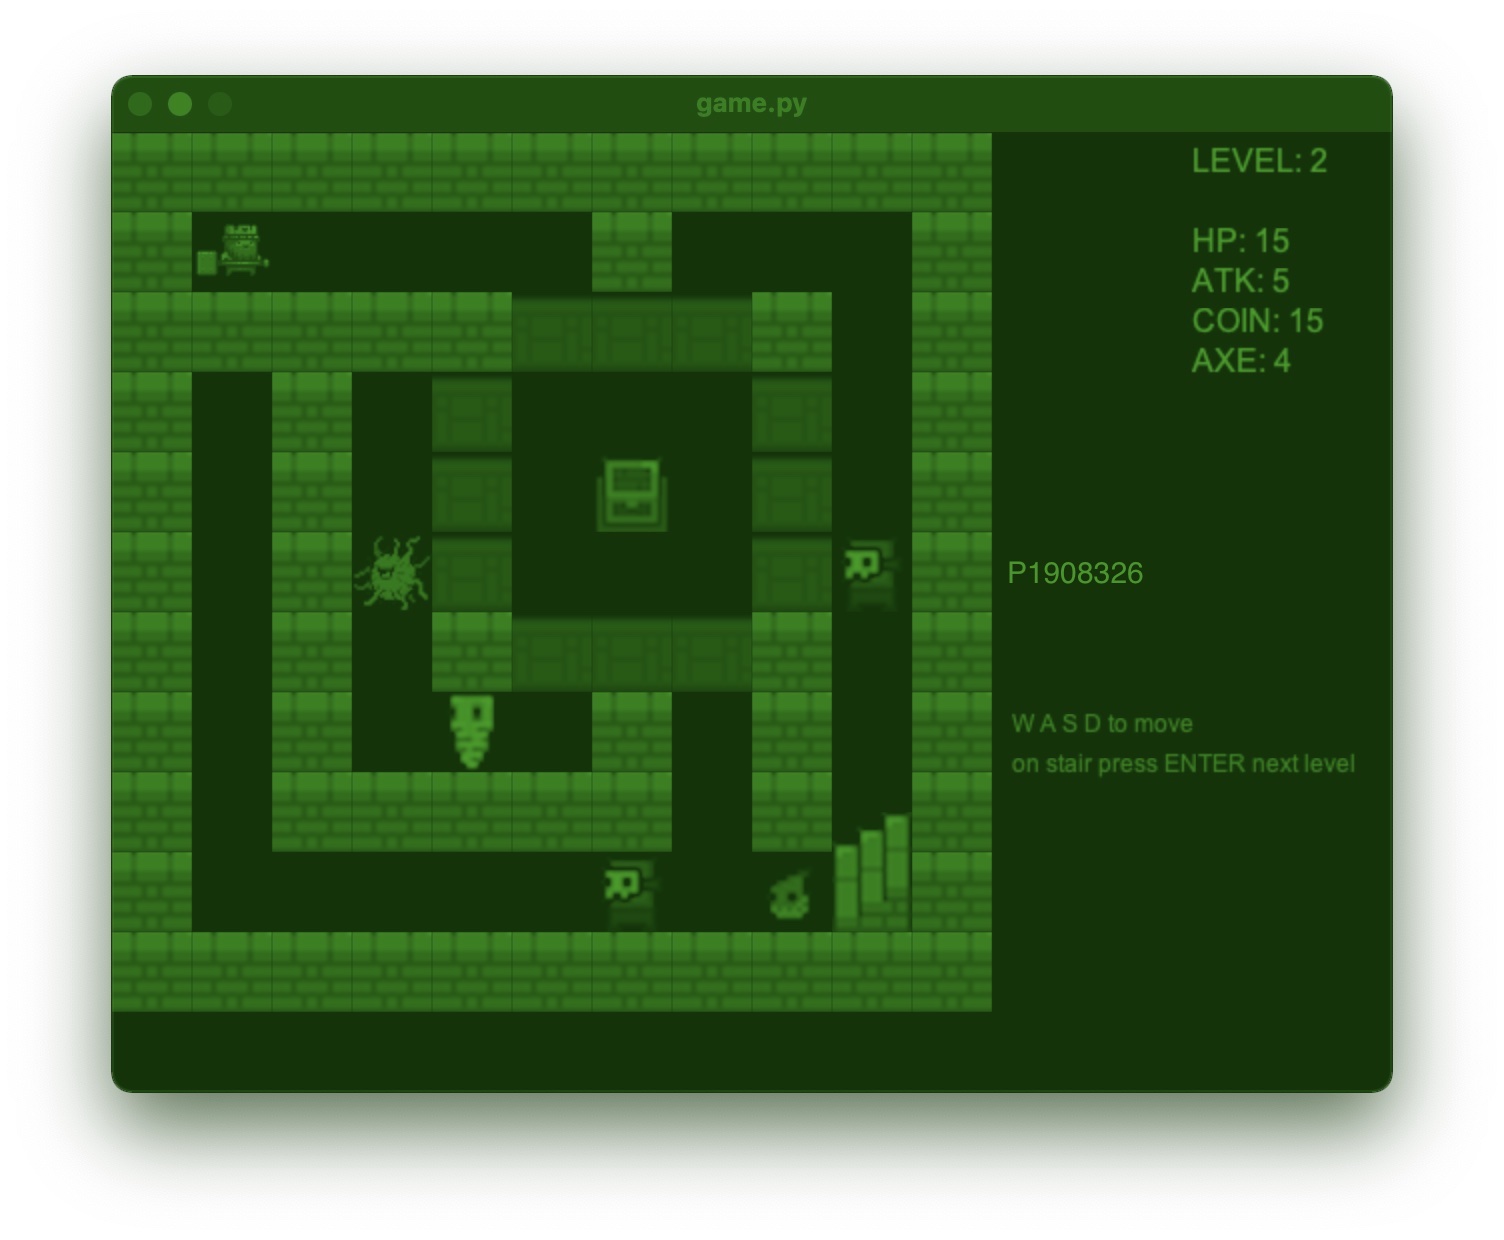 game.py
LEVEL: 2
HP: 15
ATK: 5
COIN: 15
AXE: 4
P1908326
W A S D to move
on stair press ENTER next level